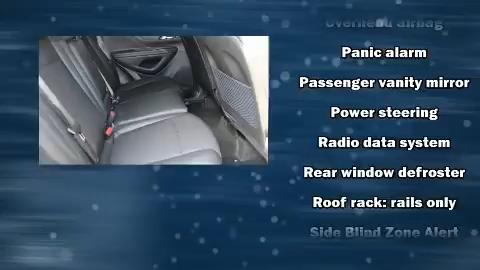 Overhead airbag
Panic alarm
Passenger vanity mirror
Power steering
Radio data system
Rear window defroster
Roof rack: rails only
Side Blind Zone Alert